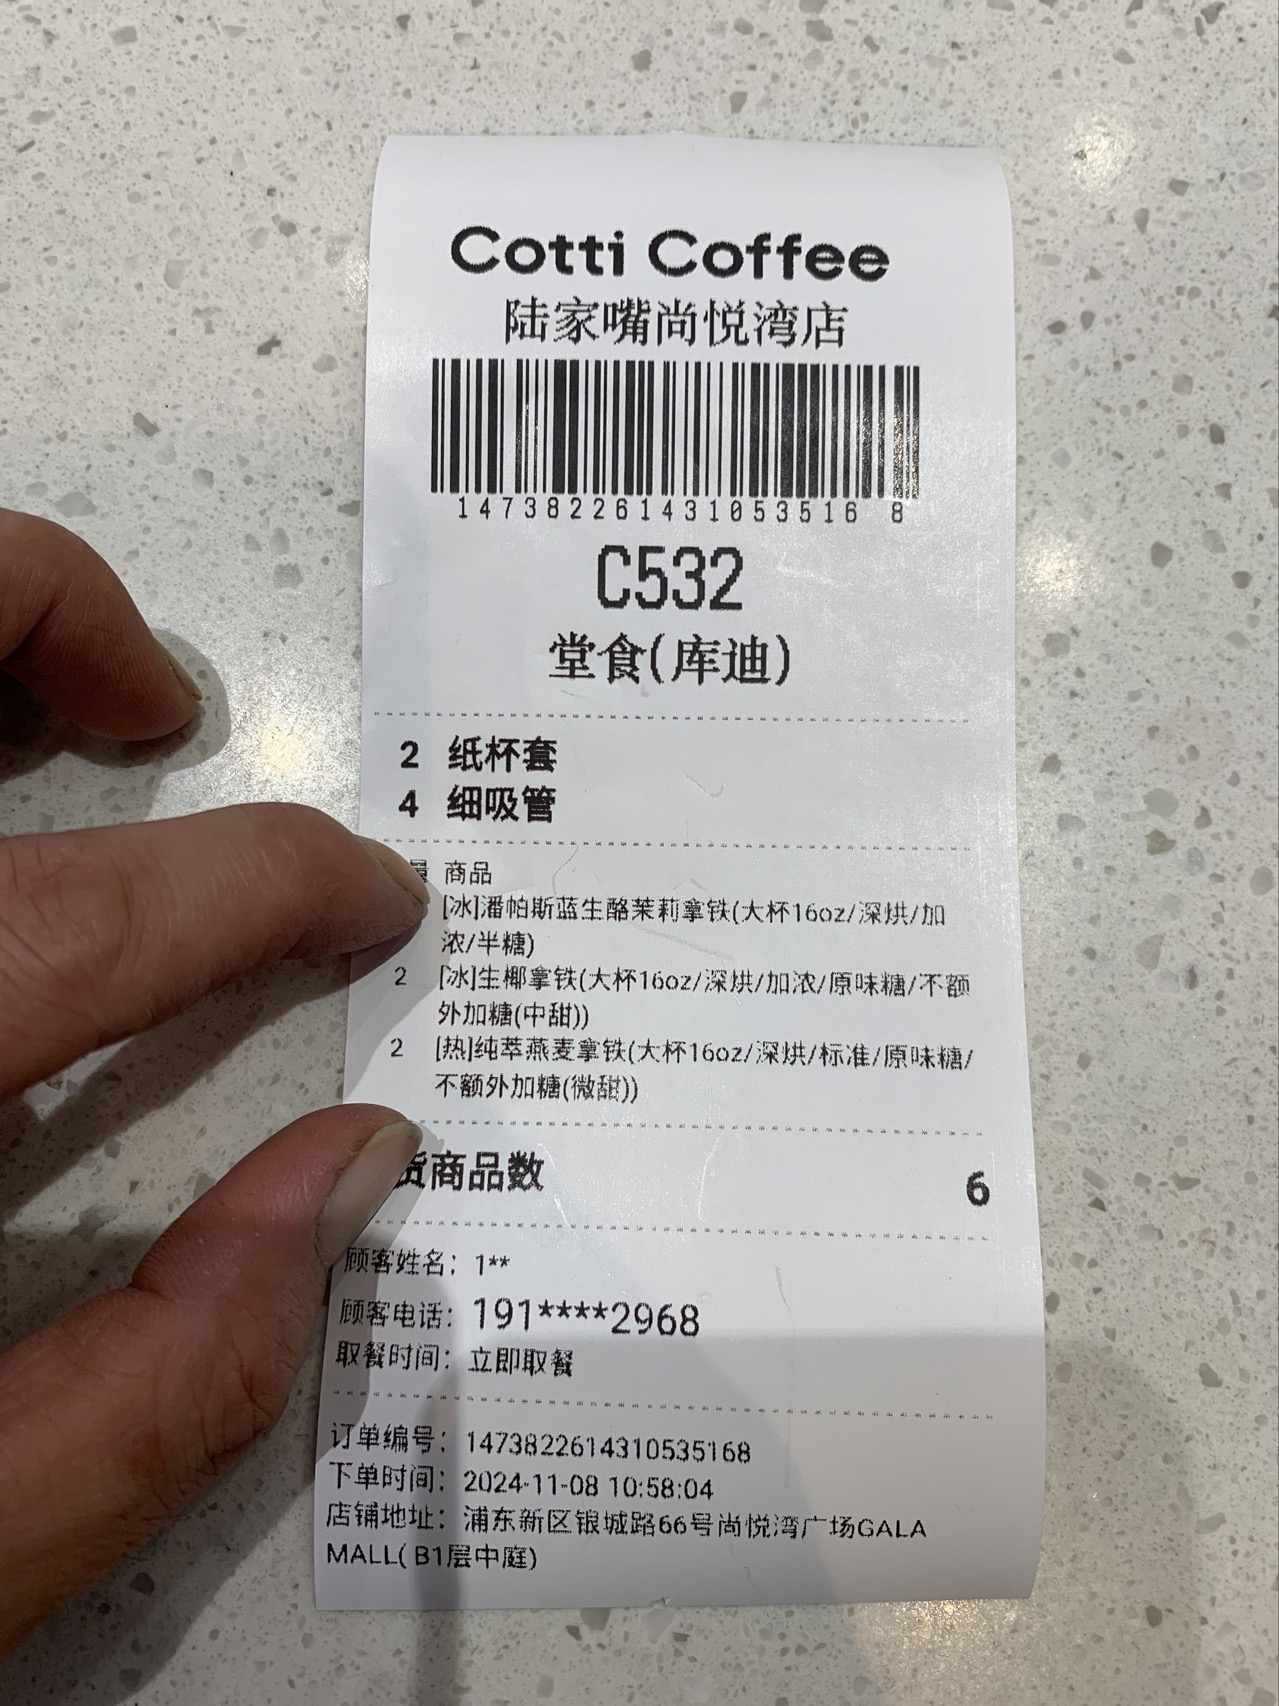 Cotti Coffee
陆家嘴尚悦湾店
147382261431053516 8
C532
堂食(库迪)
2 纸杯套
4 细吸管
量 商品
[冰]潘帕斯蓝生酪茉莉拿铁(大杯16oz/深烘/加
浓/半糖)
2 [冰]生椰拿铁(大杯16oz/深烘/加浓/原味糖/不额
外加糖(中甜))
2 [热]纯萃燕麦拿铁(大杯16oz/深烘/标准/原味糖/
不额外加糖(微甜))
货商品数 6
顾客姓名：1**
顾客电话：191****2968
取餐时间：立即取餐
订单编号：1473822614310535168
下单时间：2024-11-08 10:58:04
店铺地址：浦东新区银城路66号尚悦湾广场GALA
MALL( B1层中庭)